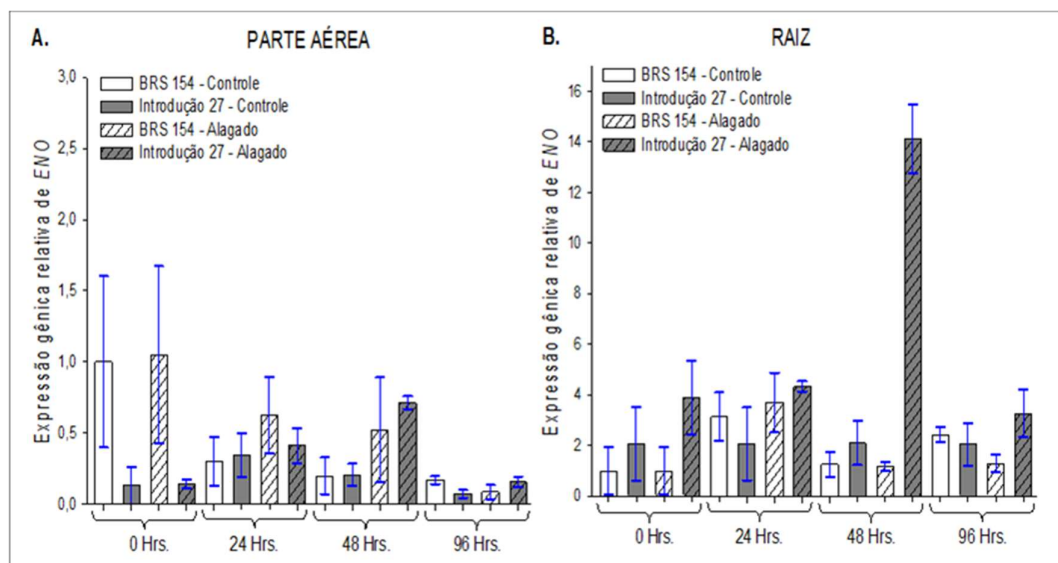 A. PARTE AÉREA
Expressão gênica relativa de ENO
3,0
2,5
2,0
1,5
1,0
0,5
0,0
BRS 154 - Controle
Introdução 27 - Controle
BRS 154 - Alagado
Introdução 27 - Alagado
0 Hrs. 24 Hrs. 48 Hrs. 96 Hrs.
B. RAIZ
Expressão gênica relativa de ENO
16
14
12
10
8
6
4
2
0
BRS 154 - Controle
Introdução 27 - Controle
BRS 154 - Alagado
Introdução 27 - Alagado
0 Hrs. 24 Hrs. 48 Hrs. 96 Hrs.